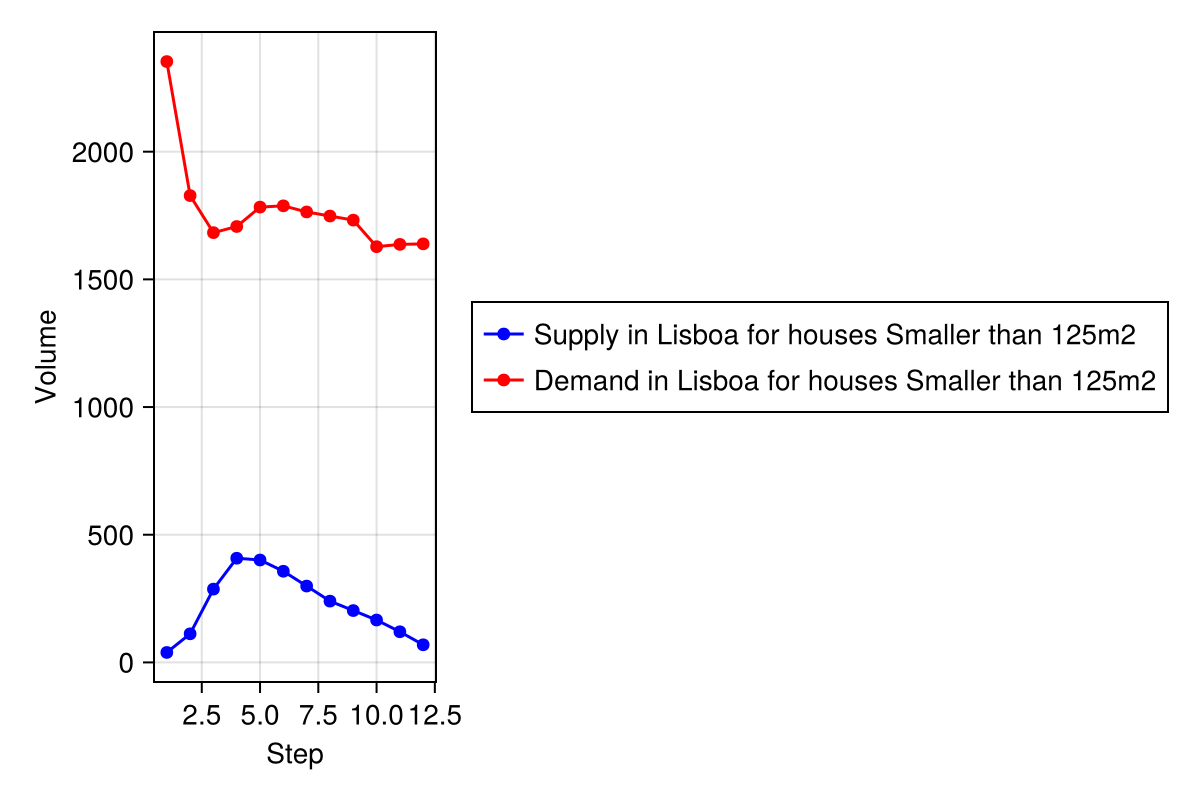 Volume
2000
1500
1000
500
0
2.5 5.0 7.5 10.0 12.5
Step
Supply in Lisboa for houses Smaller than 125m2
Demand in Lisboa for houses Smaller than 125m2